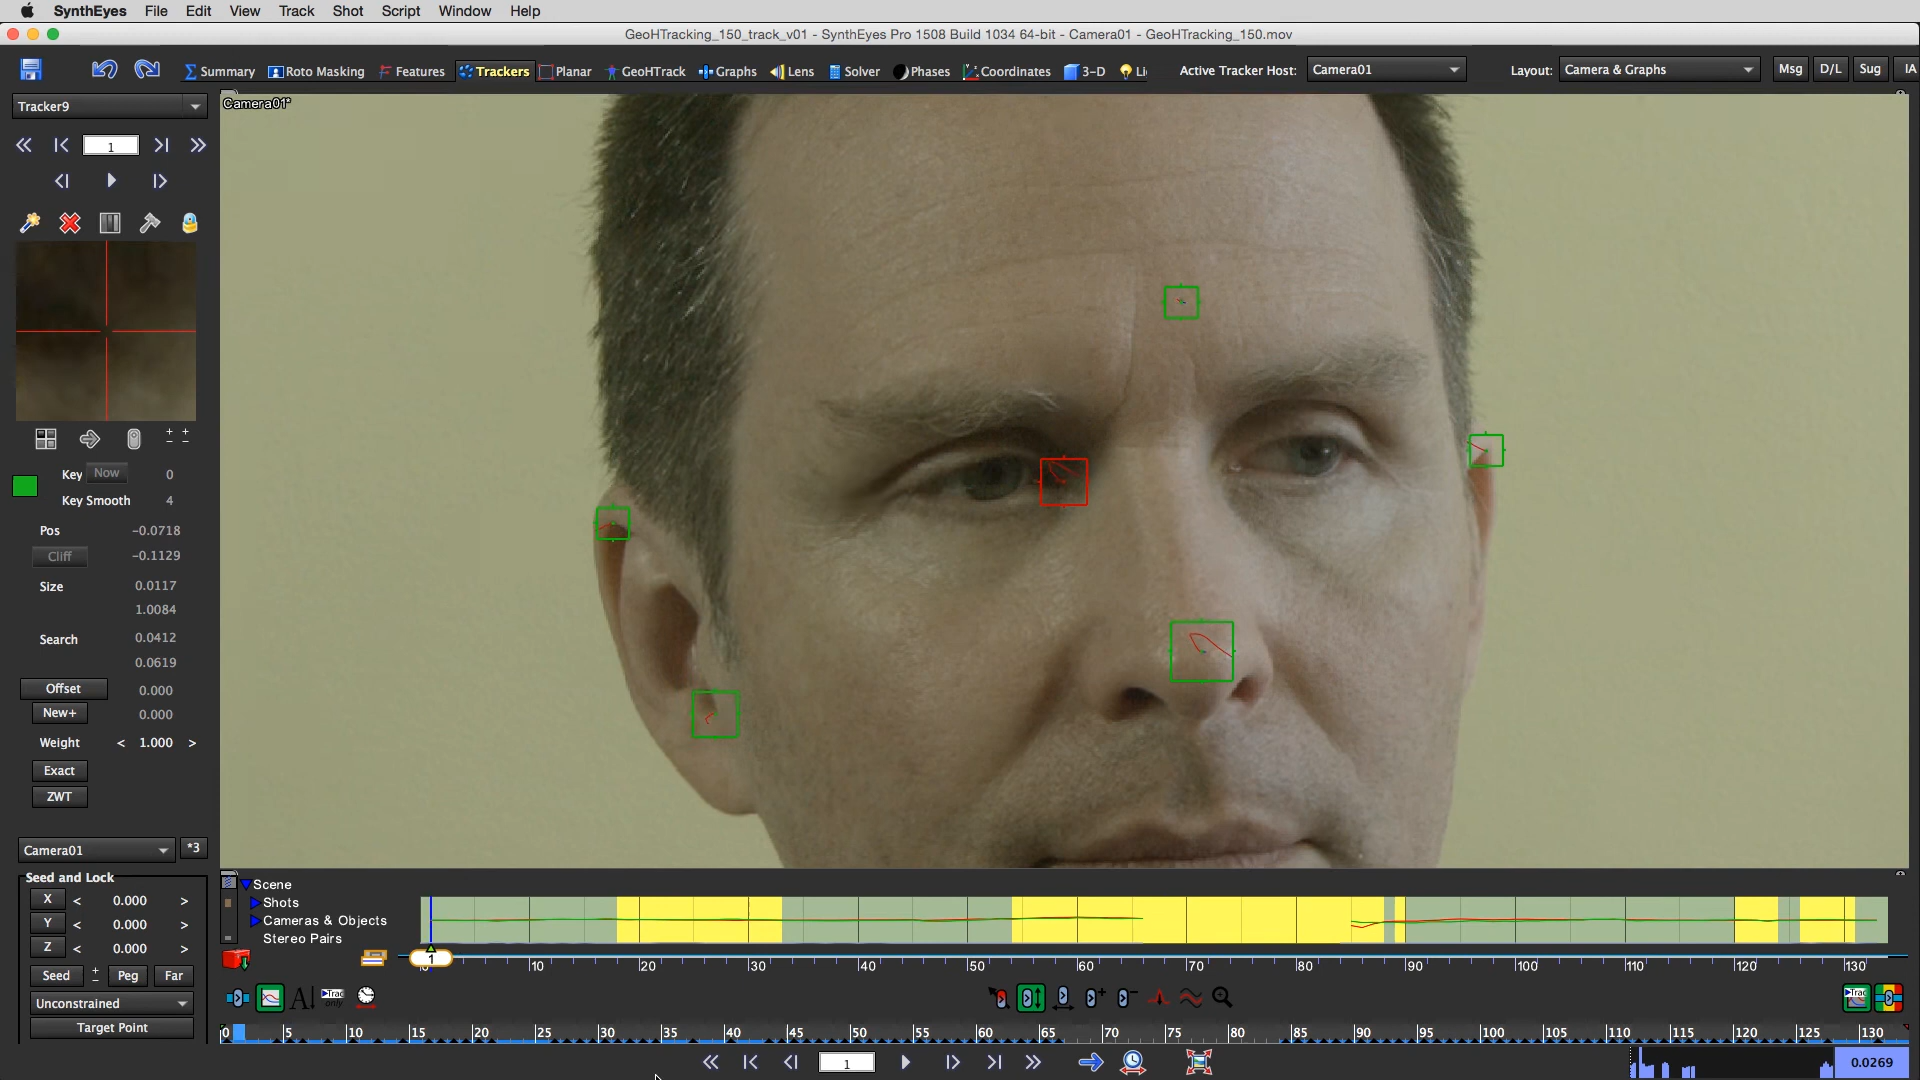 SynthEyes File Edit View Track Shot Script Window Help
GeoHTracking_150_track_v01 - SynthEyes Pro 1508 Build 1034 64-bit - Camera01 - GeoHTracking_150.mov
Summary Roto Masking Features Trackers Planar GeoHTrack Graphs Lens Solver Phases Coordinates 3-D Li Active Tracker Host: Camera01 Layout: Camera & Graphs Msg D/L Sug IA
Tracker9
Camera01*
1
Key Now 0
Key Smooth 4
Pos -0.0718
Cliff -0.1129
Size 0.0117
1.0084
Search 0.0412
0.0619
Offset 0.000
New+ 0.000
Weight < 1.000 >
Exact
ZWT
Camera01 *3
Seed and Lock
X < 0.000 >
Y < 0.000 >
Z < 0.000 >
Seed Peg Far
Unconstrained
Target Point
Scene
Shots
Cameras & Objects
Stereo Pairs
1 10 20 30 40 50 60 70 80 90 100 110 120 130
A Trac only
Trac
0 5 10 15 20 25 30 35 40 45 50 55 60 65 70 75 80 85 90 95 100 105 110 115 120 125 130
1
0.0269